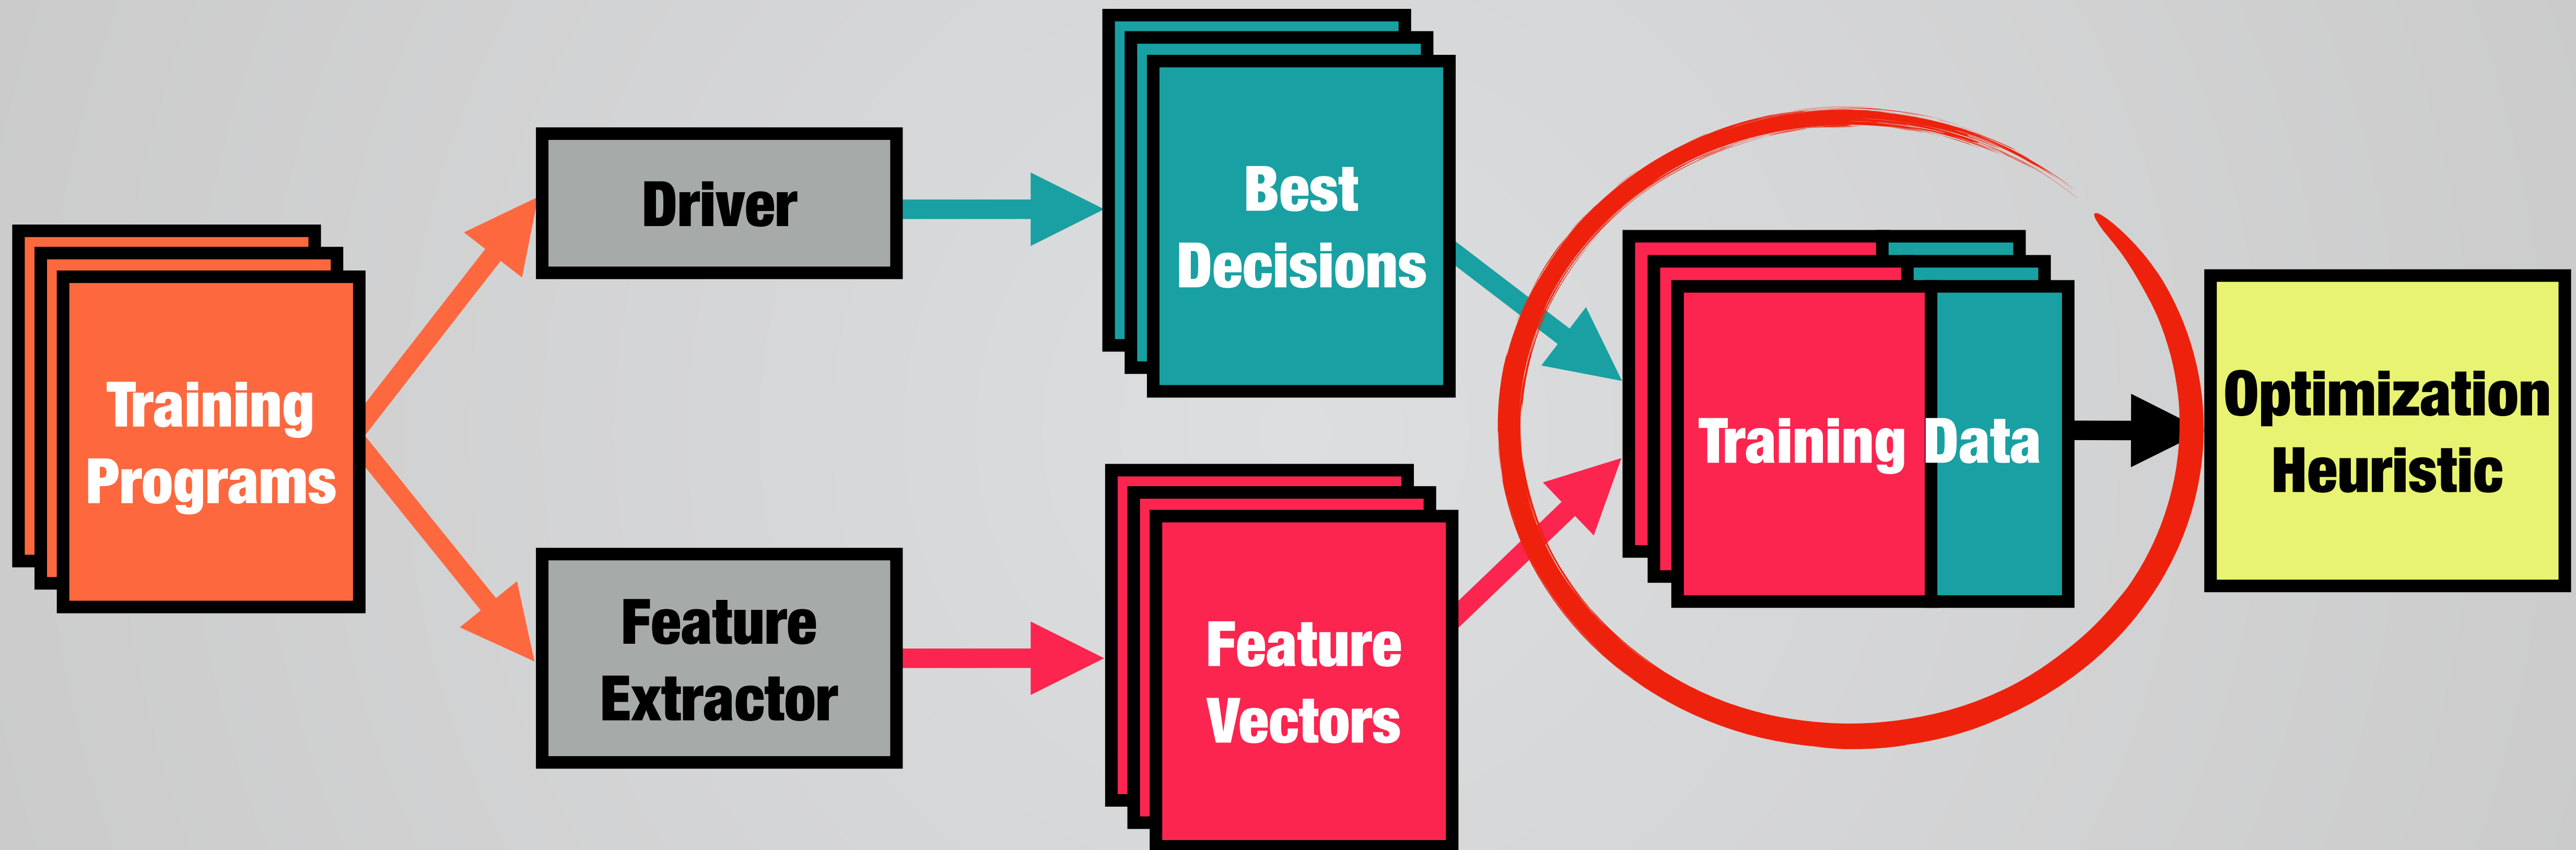 Training
Programs
Driver
Feature
Extractor
Best
Decisions
Feature
Vectors
Training Data
Optimization
Heuristic